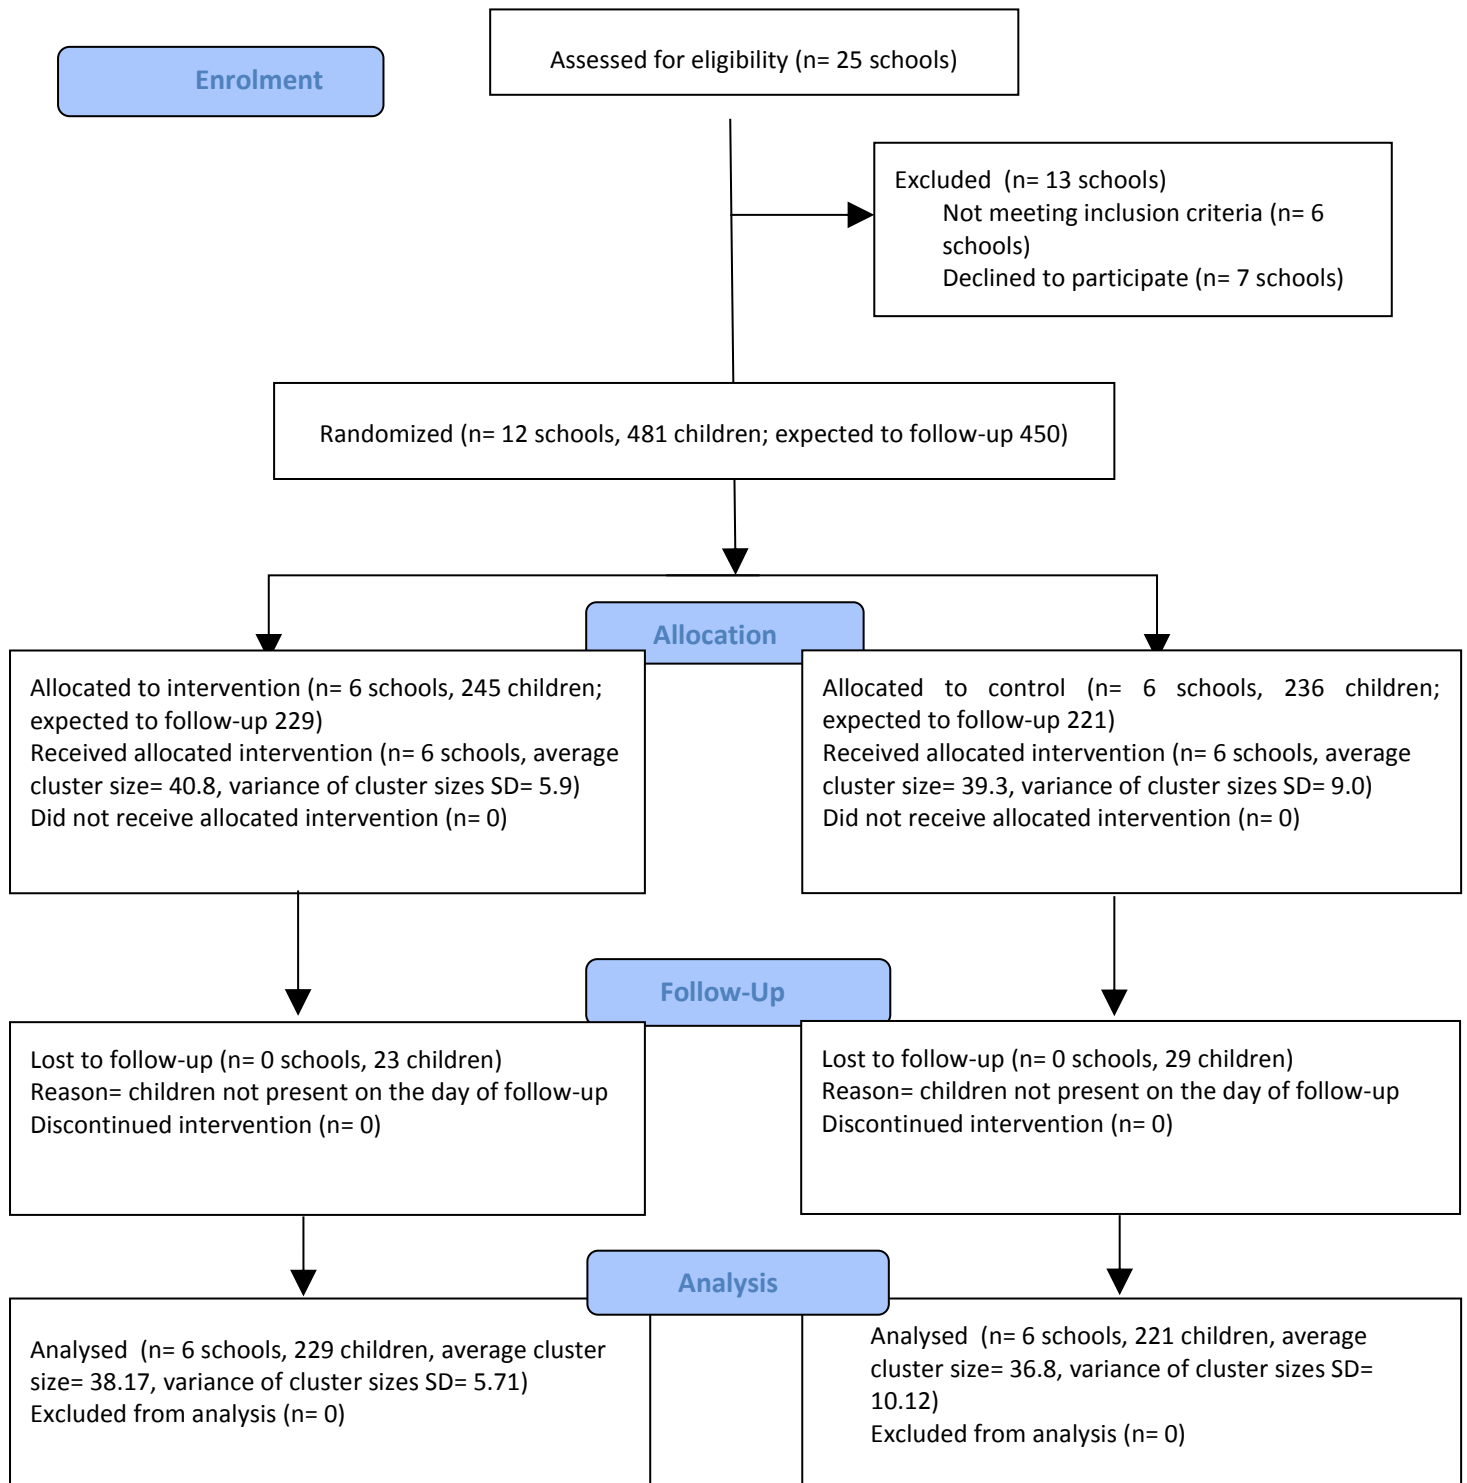 Assessed for eligibility (n= 25 schools)
Enrolment
Excluded (n= 13 schools)
Not meeting inclusion criteria (n= 6
schools)
Declined to participate (n= 7 schools)
Randomized (n= 12 schools, 481 children; expected to follow-up 450)
Allocation
Allocated to intervention (n= 6 schools, 245 children;
expected to follow-up 229)
Received allocated intervention (n= 6 schools, average
cluster size= 40.8, variance of cluster sizes SD= 5.9)
Did not receive allocated intervention (n= 0)
Allocated to control (n= 6 schools, 236 children;
expected to follow-up 221)
Received allocated intervention (n= 6 schools, average
cluster size= 39.3, variance of cluster sizes SD= 9.0)
Did not receive allocated intervention (n= 0)
Follow-Up
Lost to follow-up (n= 0 schools, 23 children)
Reason= children not present on the day of follow-up
Discontinued intervention (n= 0)
Lost to follow-up (n= 0 schools, 29 children)
Reason= children not present on the day of follow-up
Discontinued intervention (n= 0)
Analysis
Analysed (n= 6 schools, 229 children, average cluster
size= 38.17, variance of cluster sizes SD= 5.71)
Excluded from analysis (n= 0)
Analysed (n= 6 schools, 221 children, average
cluster size= 36.8, variance of cluster sizes SD=
10.12)
Excluded from analysis (n= 0)